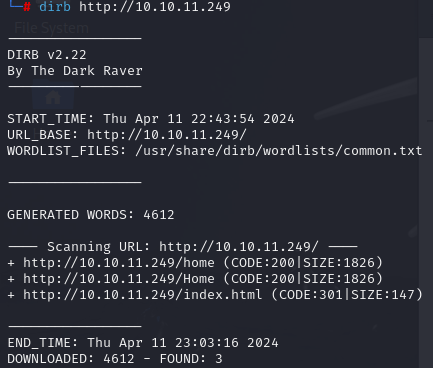 └─# dirb http://10.10.11.249
File System
-----------------
DIRB v2.22
By The Dark Raver
-----------------
START_TIME: Thu Apr 11 22:43:54 2024
URL_BASE: http://10.10.11.249/
WORDLIST_FILES: /usr/share/dirb/wordlists/common.txt
-----------------
GENERATED WORDS: 4612
---- Scanning URL: http://10.10.11.249/ ----
+ http://10.10.11.249/home (CODE:200|SIZE:1826)
+ http://10.10.11.249/Home (CODE:200|SIZE:1826)
+ http://10.10.11.249/index.html (CODE:301|SIZE:147)
-----------------
END_TIME: Thu Apr 11 23:03:16 2024
DOWNLOADED: 4612 - FOUND: 3